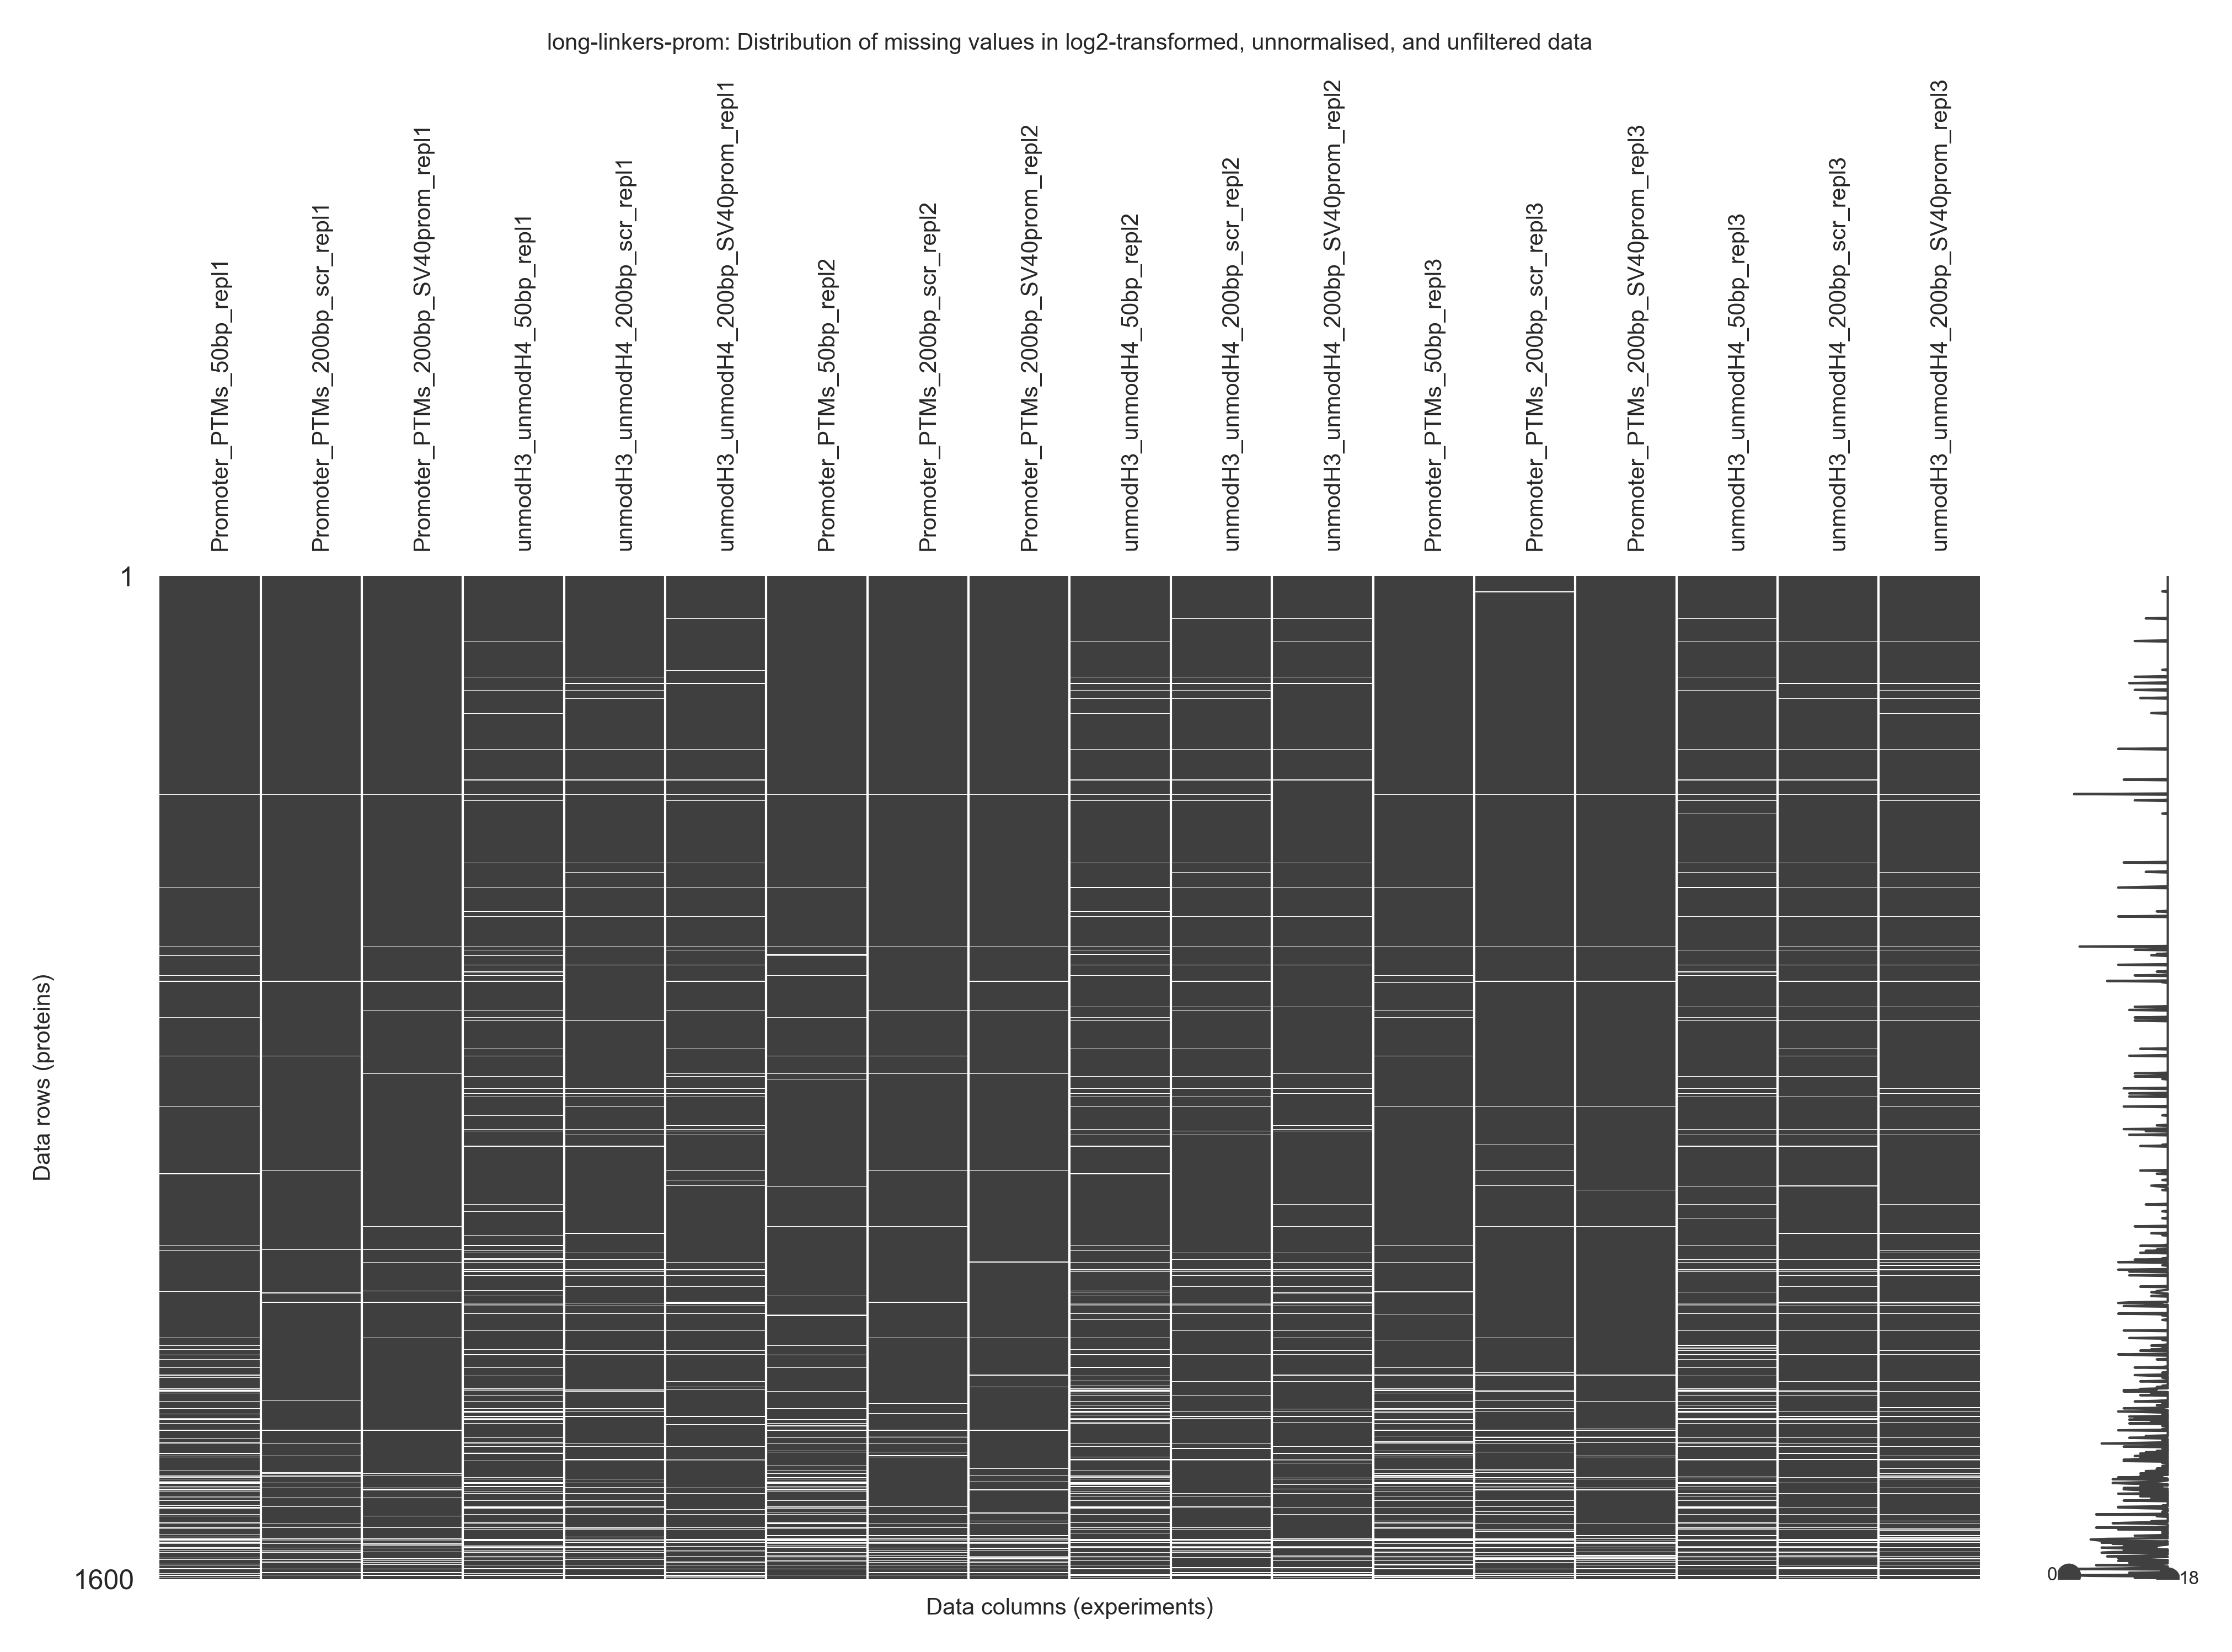 long-linkers-prom: Distribution of missing values in log2-transformed, unnormalised, and unfiltered data
Promoter_PTMs_50bp_repl1
Promoter_PTMs_200bp_scr_repl1
Promoter_PTMs_200bp_SV40prom_repl1
unmodH3_unmodH4_50bp_repl1
unmodH3_unmodH4_200bp_scr_repl1
unmodH3_unmodH4_200bp_SV40prom_repl1
Promoter_PTMs_50bp_repl2
Promoter_PTMs_200bp_scr_repl2
Promoter_PTMs_200bp_SV40prom_repl2
unmodH3_unmodH4_50bp_repl2
unmodH3_unmodH4_200bp_scr_repl2
unmodH3_unmodH4_200bp_SV40prom_repl2
Promoter_PTMs_50bp_repl3
Promoter_PTMs_200bp_scr_repl3
Promoter_PTMs_200bp_SV40prom_repl3
unmodH3_unmodH4_50bp_repl3
unmodH3_unmodH4_200bp_scr_repl3
unmodH3_unmodH4_200bp_SV40prom_repl3
1
Data rows (proteins)
1600
0
18
Data columns (experiments)